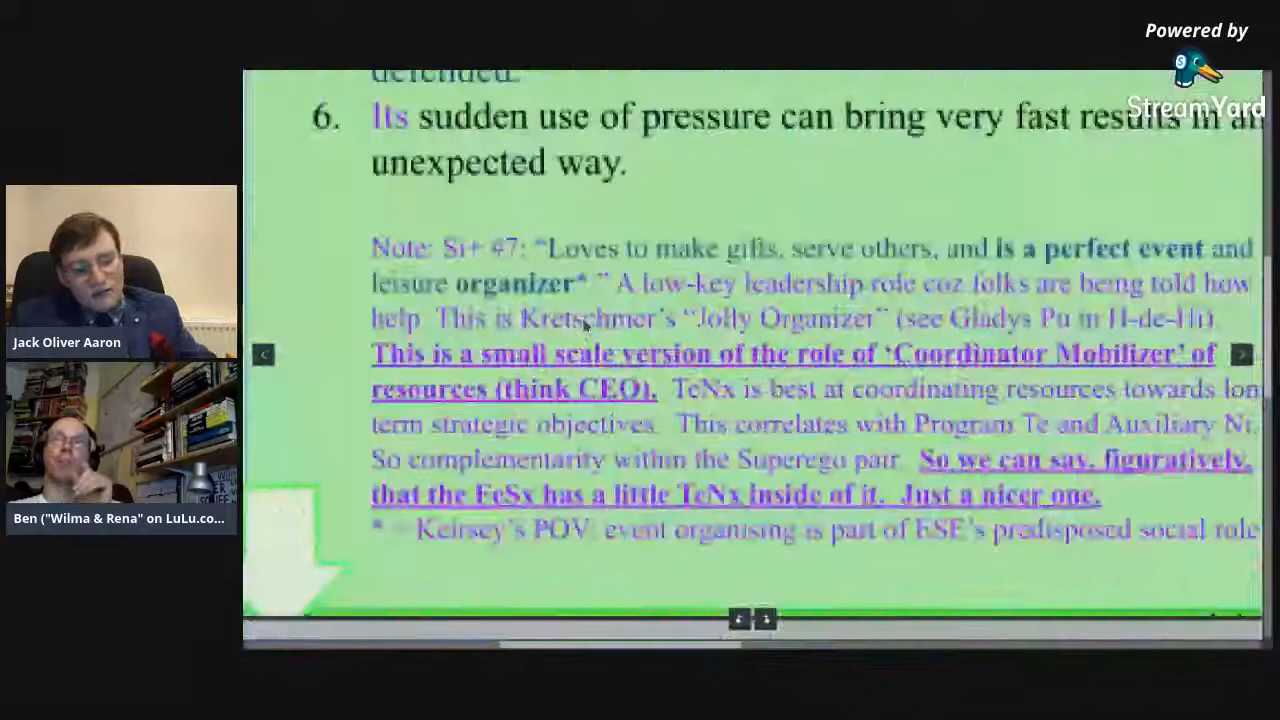 Powered by
StreamYard
defended.
6. Its sudden use of pressure can bring very fast results in an
unexpected way.
Note: Si+ #7: “Loves to make gifts, serve others, and is a perfect event and
leisure organizer* ” A low-key leadership role coz folks are being told how
help. This is Kretschmer’s “Jolly Organizer” (see Gladys Pu in H-de-Hi)
This is a small scale version of the role of ‘Coordinator Mobilizer’ of
resources (think CEO). TeNx is best at coordinating resources towards lon
term strategic objectives. This correlates with Program Te and Auxiliary Ni.
So complementarity within the Superego pair. So we can say, figuratively,
that the FeSx has a little TeNx inside of it. Just a nicer one.
* = Keirsey’s POV: event organising is part of ESE’s predisposed social role
Jack Oliver Aaron
Ben ("Wilma & Rena" on LuLu.co...